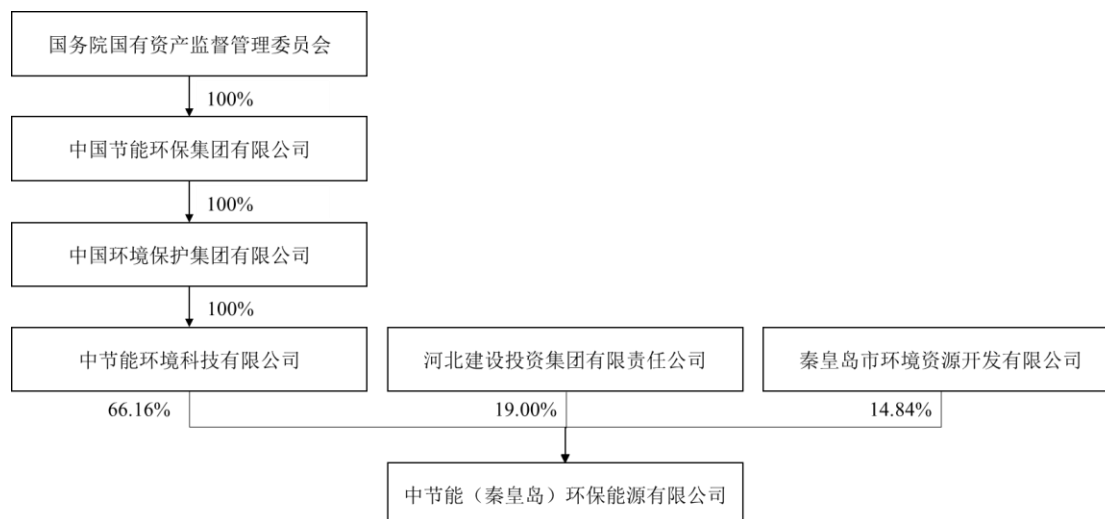 国务院国有资产监督管理委员会
100%
中国节能环保集团有限公司
100%
中国环境保护集团有限公司
100%
中节能环境科技有限公司
河北建设投资集团有限责任公司
秦皇岛市环境资源开发有限公司
66.16%
19.00%
14.84%
中节能（秦皇岛）环保能源有限公司